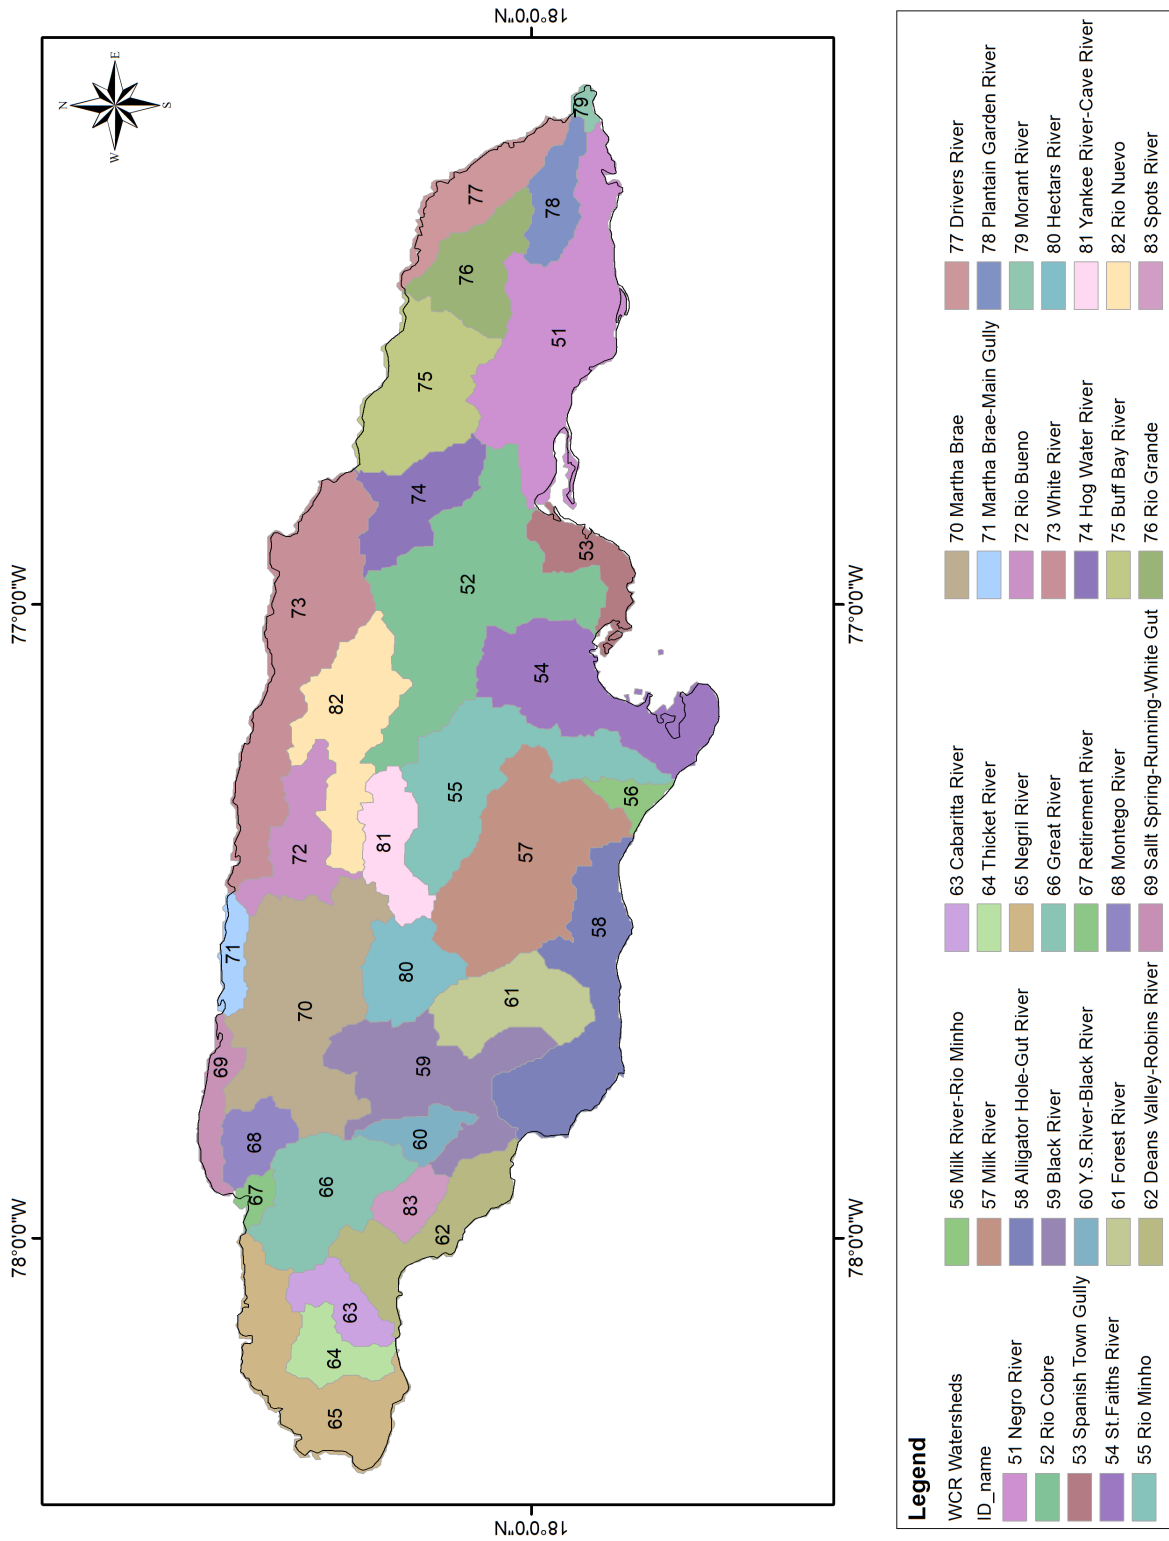 18°0'0"N
N
W
E
S
77°0'0"W
77°0'0"W
78°0'0"W
78°0'0"W
18°0'0"N
79
77
78
76
51
75
74
53
52
73
54
82
55
56
72
81
57
71
58
80
70
61
69
59
68
60
67
66
83
62
63
64
65
Legend
WCR Watersheds
ID_name
51 Negro River
52 Rio Cobre
53 Spanish Town Gully
54 St.Faiths River
55 Rio Minho
56 Milk River-Rio Minho
57 Milk River
58 Alligator Hole-Gut River
59 Black River
60 Y.S.River-Black River
61 Forest River
62 Deans Valley-Robins River
63 Cabaritta River
64 Thicket River
65 Negril River
66 Great River
67 Retirement River
68 Montego River
69 Sallt Spring-Running-White Gut
70 Martha Brae
71 Martha Brae-Main Gully
72 Rio Bueno
73 White River
74 Hog Water River
75 Buff Bay River
76 Rio Grande
77 Drivers River
78 Plantain Garden River
79 Morant River
80 Hectars River
81 Yankee River-Cave River
82 Rio Nuevo
83 Spots River